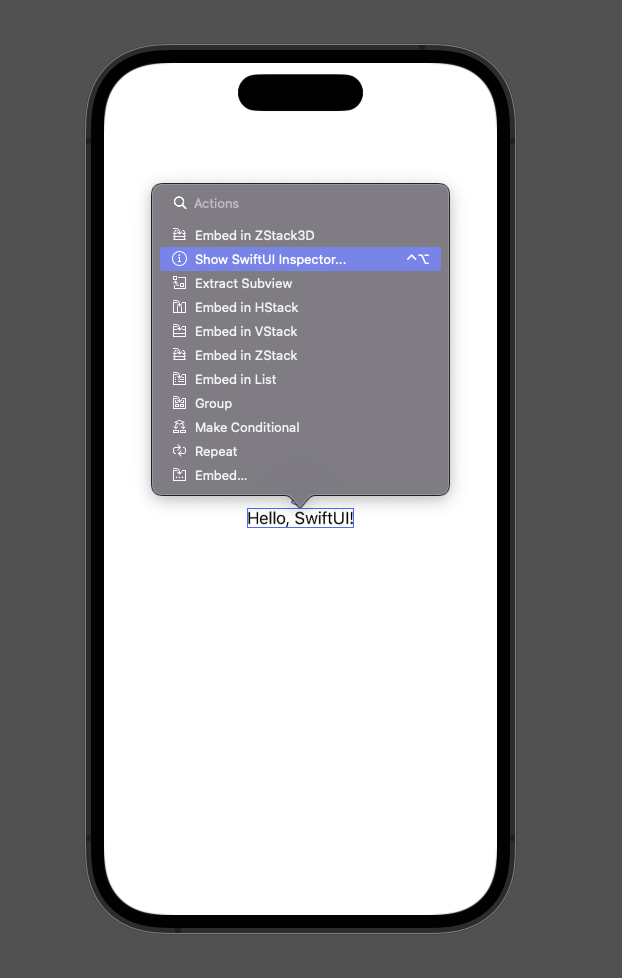 Actions
Embed in ZStack3D
Show SwiftUI Inspector... ^⌥
Extract Subview
Embed in HStack
Embed in VStack
Embed in ZStack
Embed in List
Group
Make Conditional
Repeat
Embed...
Hello, SwiftUI!